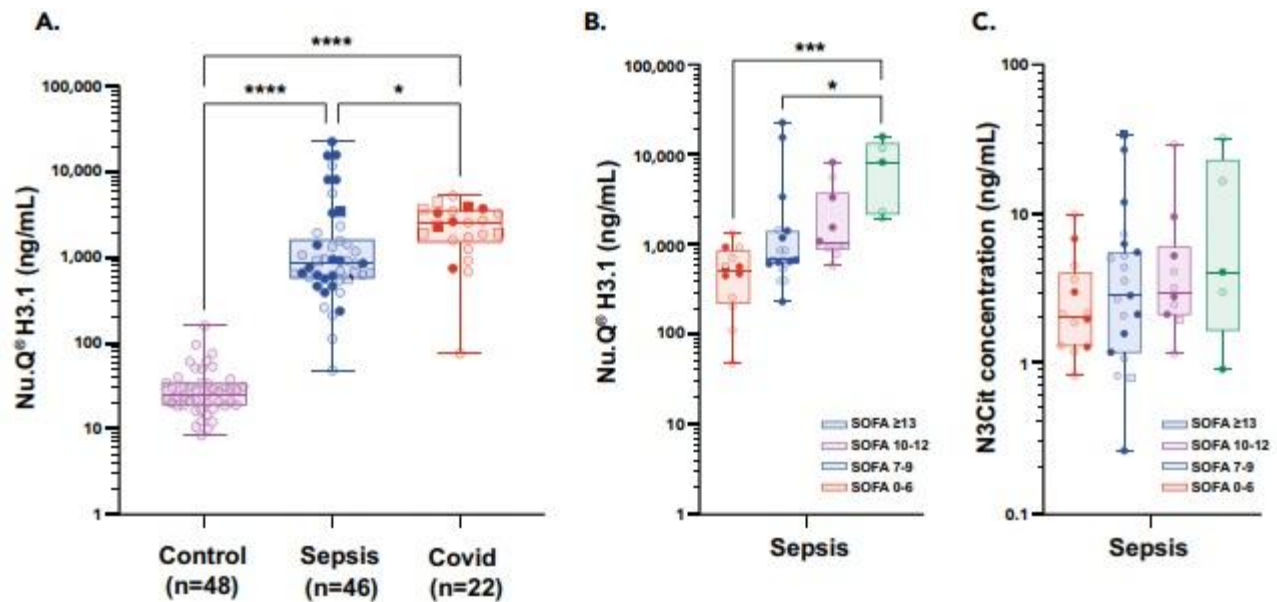 A.
Nu.Q® H3.1 (ng/mL)
100,000
10,000
1,000
100
10
1
****
****
*
Control
(n=48)
Sepsis
(n=46)
Covid
(n=22)
B.
Nu.Q® H3.1 (ng/mL)
100,000
10,000
1,000
100
10
1
***
*
SOFA ≥13
SOFA 10-12
SOFA 7-9
SOFA 0-6
Sepsis
C.
N3Cit concentration (ng/mL)
100
10
1
0.1
SOFA ≥13
SOFA 10-12
SOFA 7-9
SOFA 0-6
Sepsis